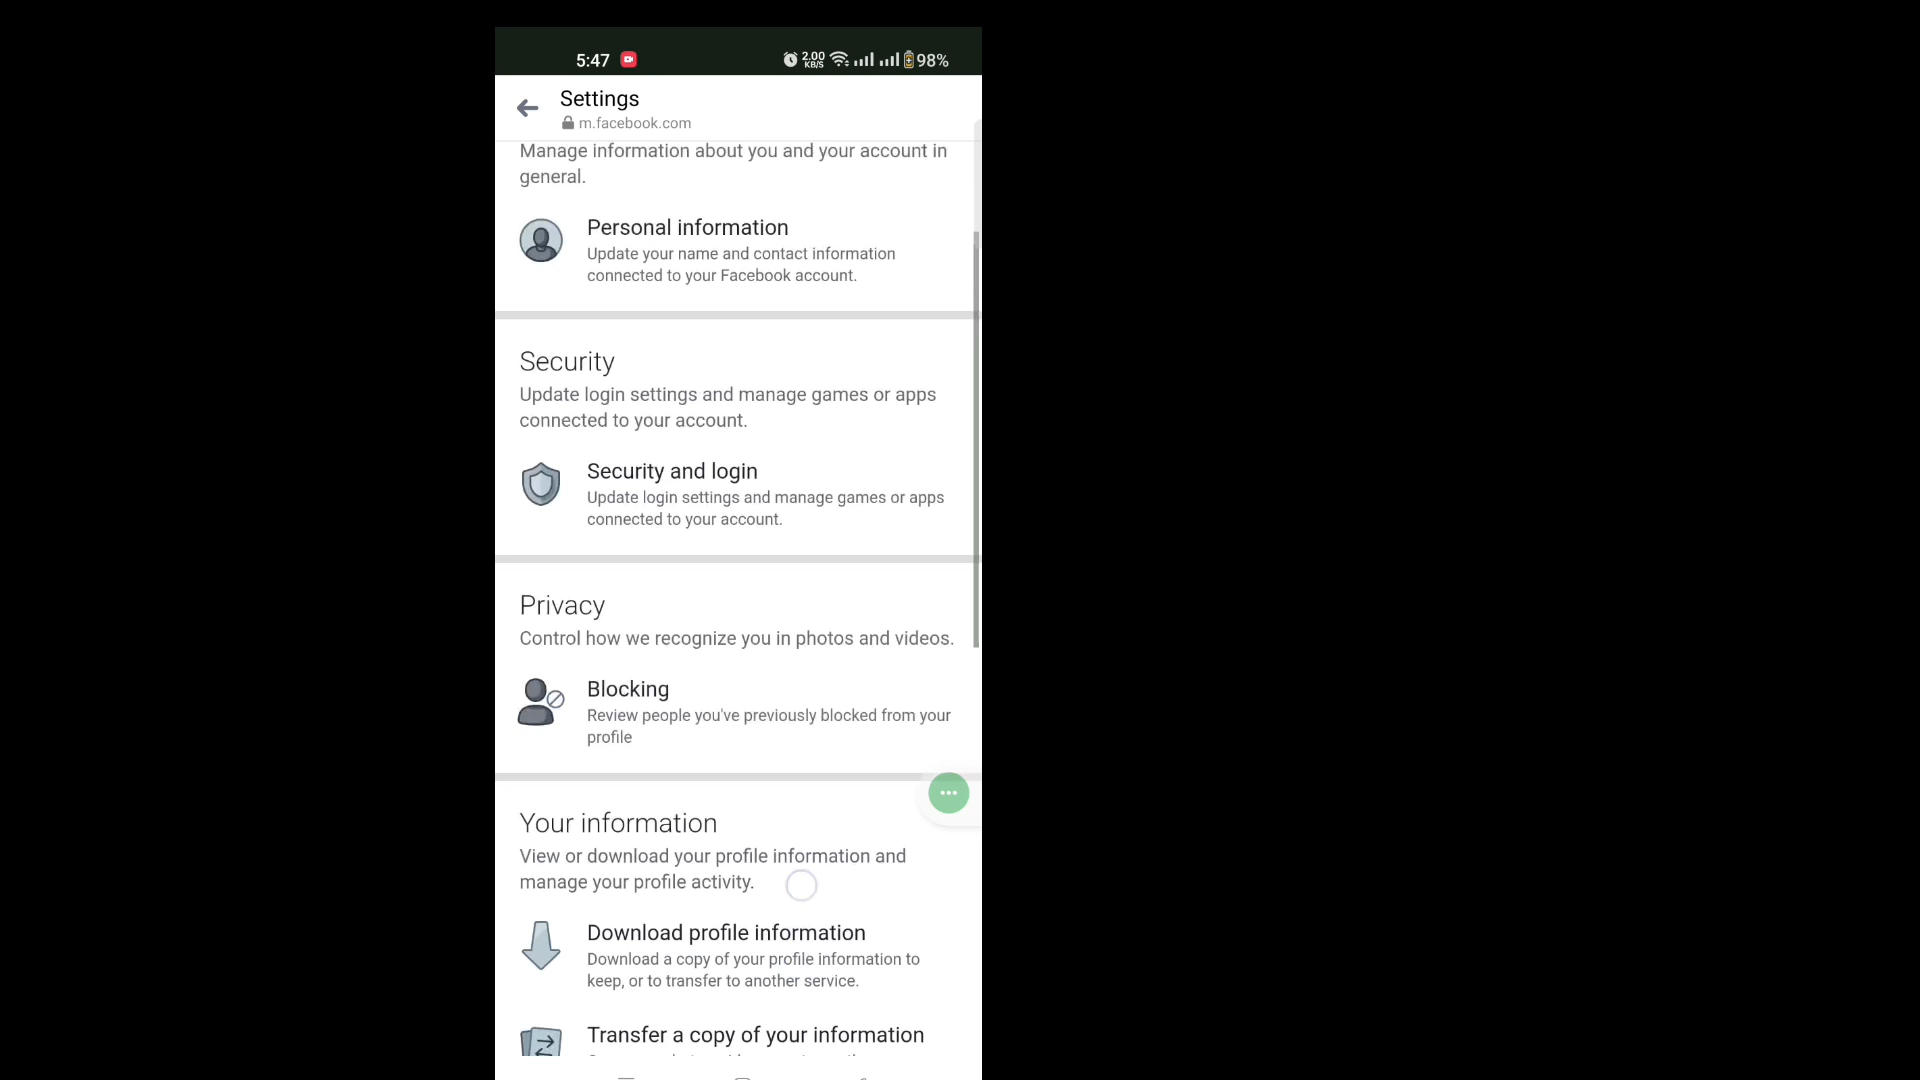 5:47
2.00
KB/S
98%
Settings
m.facebook.com
Manage information about you and your account in
general.
Personal information
Update your name and contact information
connected to your Facebook account.
Security
Update login settings and manage games or apps
connected to your account.
Security and login
Update login settings and manage games or apps
connected to your account.
Privacy
Control how we recognize you in photos and videos.
Blocking
Review people you've previously blocked from your
profile
Your information
View or download your profile information and
manage your profile activity.
Download profile information
Download a copy of your profile information to
keep, or to transfer to another service.
Transfer a copy of your information